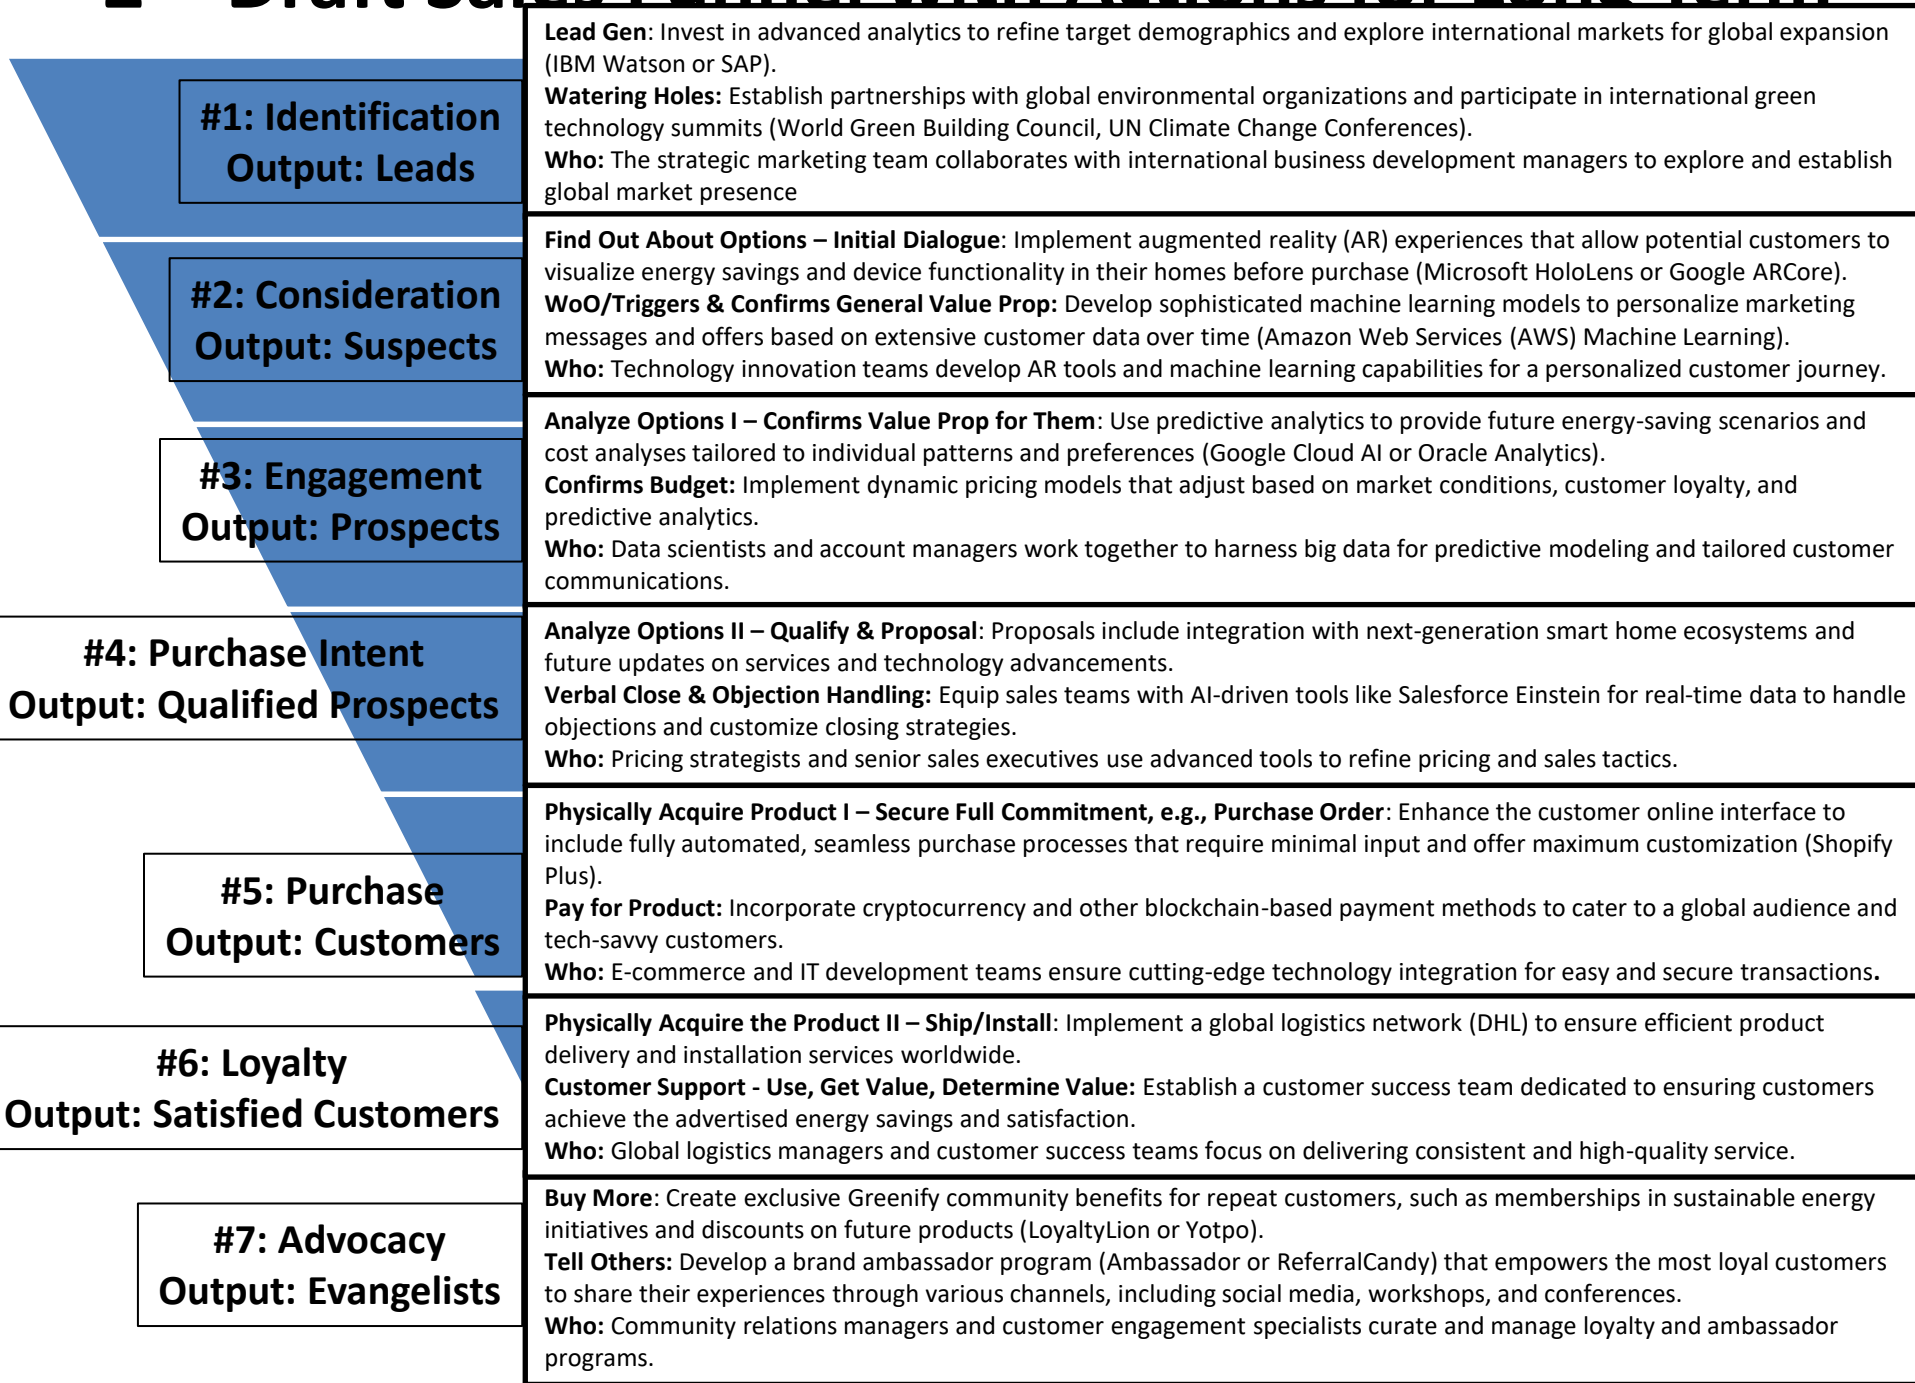 Draft Sales Funnel with Actions for Long Term
#1: Identification
Output: Leads
Lead Gen: Invest in advanced analytics to refine target demographics and explore international markets for global expansion
(IBM Watson or SAP).
Watering Holes: Establish partnerships with global environmental organizations and participate in international green
technology summits (World Green Building Council, UN Climate Change Conferences).
Who: The strategic marketing team collaborates with international business development managers to explore and establish
global market presence
#2: Consideration
Output: Suspects
Find Out About Options – Initial Dialogue: Implement augmented reality (AR) experiences that allow potential customers to
visualize energy savings and device functionality in their homes before purchase (Microsoft HoloLens or Google ARCore).
WoO/Triggers & Confirms General Value Prop: Develop sophisticated machine learning models to personalize marketing
messages and offers based on extensive customer data over time (Amazon Web Services (AWS) Machine Learning).
Who: Technology innovation teams develop AR tools and machine learning capabilities for a personalized customer journey.
#3: Engagement
Output: Prospects
Analyze Options I – Confirms Value Prop for Them: Use predictive analytics to provide future energy-saving scenarios and
cost analyses tailored to individual patterns and preferences (Google Cloud AI or Oracle Analytics).
Confirms Budget: Implement dynamic pricing models that adjust based on market conditions, customer loyalty, and
predictive analytics.
Who: Data scientists and account managers work together to harness big data for predictive modeling and tailored customer
communications.
#4: Purchase Intent
Output: Qualified Prospects
Analyze Options II – Qualify & Proposal: Proposals include integration with next-generation smart home ecosystems and
future updates on services and technology advancements.
Verbal Close & Objection Handling: Equip sales teams with AI-driven tools like Salesforce Einstein for real-time data to handle
objections and customize closing strategies.
Who: Pricing strategists and senior sales executives use advanced tools to refine pricing and sales tactics.
#5: Purchase
Output: Customers
Physically Acquire Product I – Secure Full Commitment, e.g., Purchase Order: Enhance the customer online interface to
include fully automated, seamless purchase processes that require minimal input and offer maximum customization (Shopify
Plus).
Pay for Product: Incorporate cryptocurrency and other blockchain-based payment methods to cater to a global audience and
tech-savvy customers.
Who: E-commerce and IT development teams ensure cutting-edge technology integration for easy and secure transactions.
#6: Loyalty
Output: Satisfied Customers
Physically Acquire the Product II – Ship/Install: Implement a global logistics network (DHL) to ensure efficient product
delivery and installation services worldwide.
Customer Support - Use, Get Value, Determine Value: Establish a customer success team dedicated to ensuring customers
achieve the advertised energy savings and satisfaction.
Who: Global logistics managers and customer success teams focus on delivering consistent and high-quality service.
#7: Advocacy
Output: Evangelists
Buy More: Create exclusive Greenify community benefits for repeat customers, such as memberships in sustainable energy
initiatives and discounts on future products (LoyaltyLion or Yotpo).
Tell Others: Develop a brand ambassador program (Ambassador or ReferralCandy) that empowers the most loyal customers
to share their experiences through various channels, including social media, workshops, and conferences.
Who: Community relations managers and customer engagement specialists curate and manage loyalty and ambassador
programs.